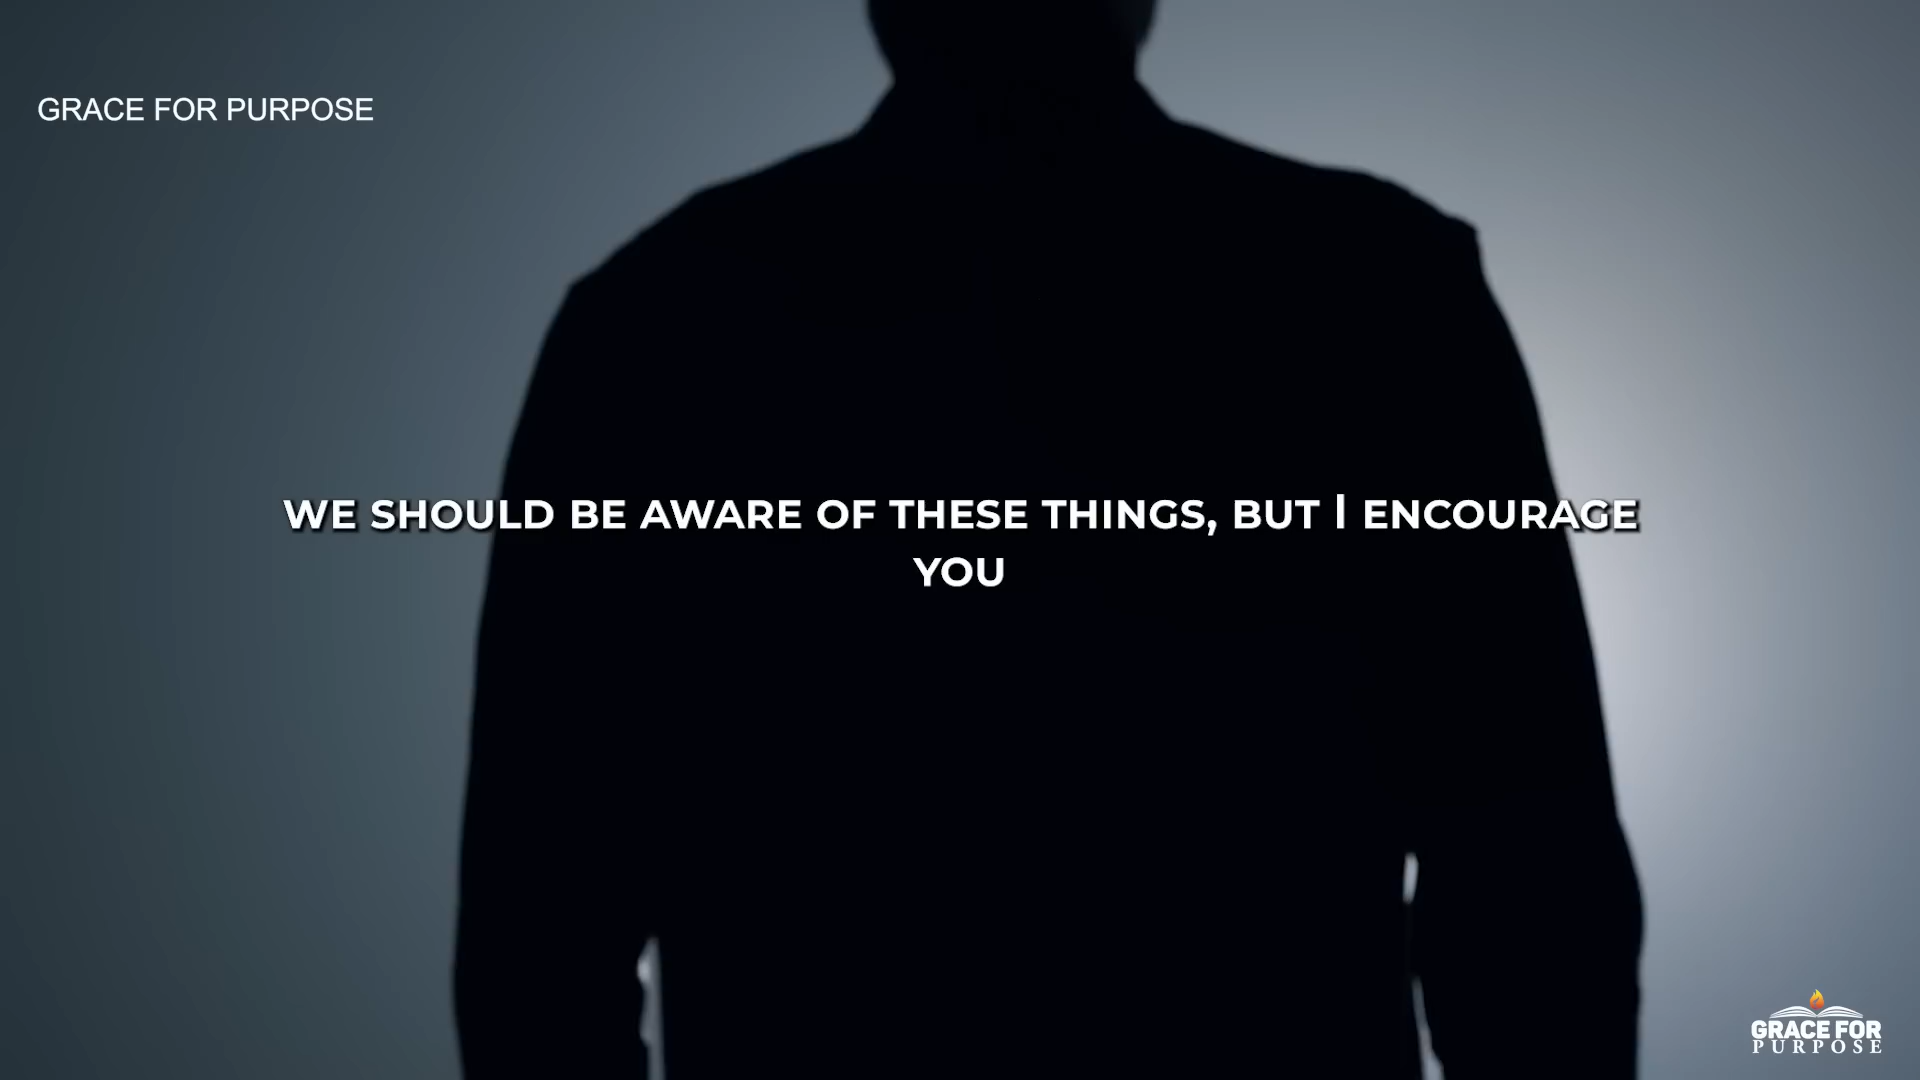 GRACE FOR PURPOSE
WE SHOULD BE AWARE OF THESE THINGS, BUT I ENCOURAGE
YOU
GRACE FOR
PURPOSE